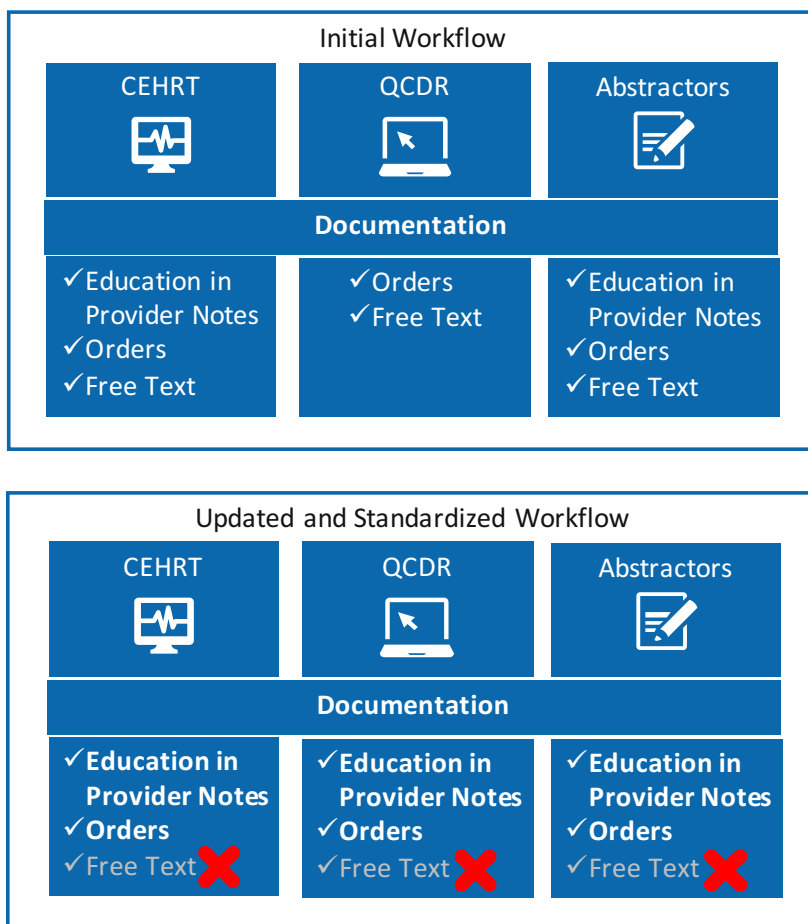 Initial Workflow
CEHRT
QCDR
Abstractors
Documentation
✓Education in
Provider Notes
✓Orders
✓Free Text
✓Orders
✓Free Text
✓Education in
Provider Notes
✓Orders
✓Free Text
Updated and Standardized Workflow
CEHRT
QCDR
Abstractors
Documentation
✓Education in
Provider Notes
✓Orders
✓Free Text
✓Education in
Provider Notes
✓Orders
✓Free Text
✓Education in
Provider Notes
✓Orders
✓Free Text